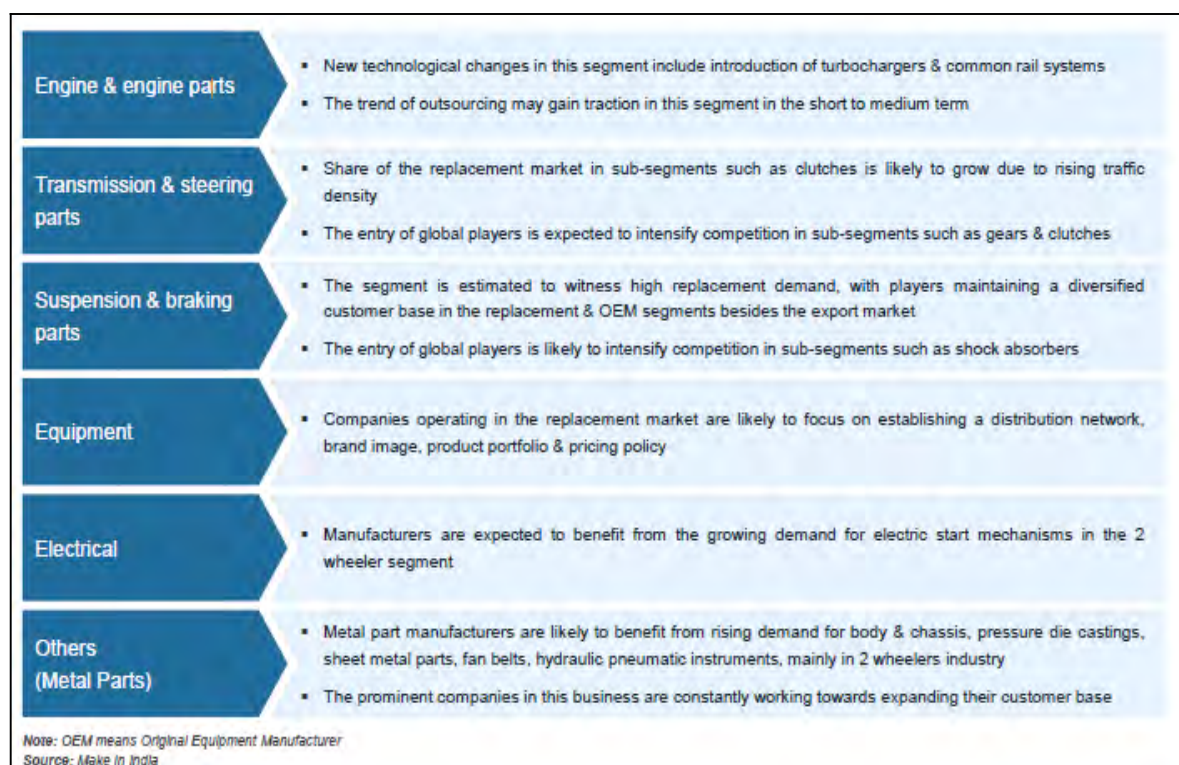 Engine & engine parts
▪ New technological changes in this segment include introduction of turbochargers & common rail systems
▪ The trend of outsourcing may gain traction in this segment in the short to medium term
Transmission & steering
parts
▪ Share of the replacement market in sub-segments such as clutches is likely to grow due to rising traffic
density
▪ The entry of global players is expected to intensify competition in sub-segments such as gears & clutches
Suspension & braking
parts
▪ The segment is estimated to witness high replacement demand, with players maintaining a diversified
customer base in the replacement & OEM segments besides the export market
▪ The entry of global players is likely to intensify competition in sub-segments such as shock absorbers
Equipment
▪ Companies operating in the replacement market are likely to focus on establishing a distribution network,
brand image, product portfolio & pricing policy
Electrical
▪ Manufacturers are expected to benefit from the growing demand for electric start mechanisms in the 2
wheeler segment
Others
(Metal Parts)
▪ Metal part manufacturers are likely to benefit from rising demand for body & chassis, pressure die castings,
sheet metal parts, fan belts, hydraulic pneumatic instruments, mainly in 2 wheelers industry
▪ The prominent companies in this business are constantly working towards expanding their customer base
Note: OEM means Original Equipment Manufacturer
Source: Make in India